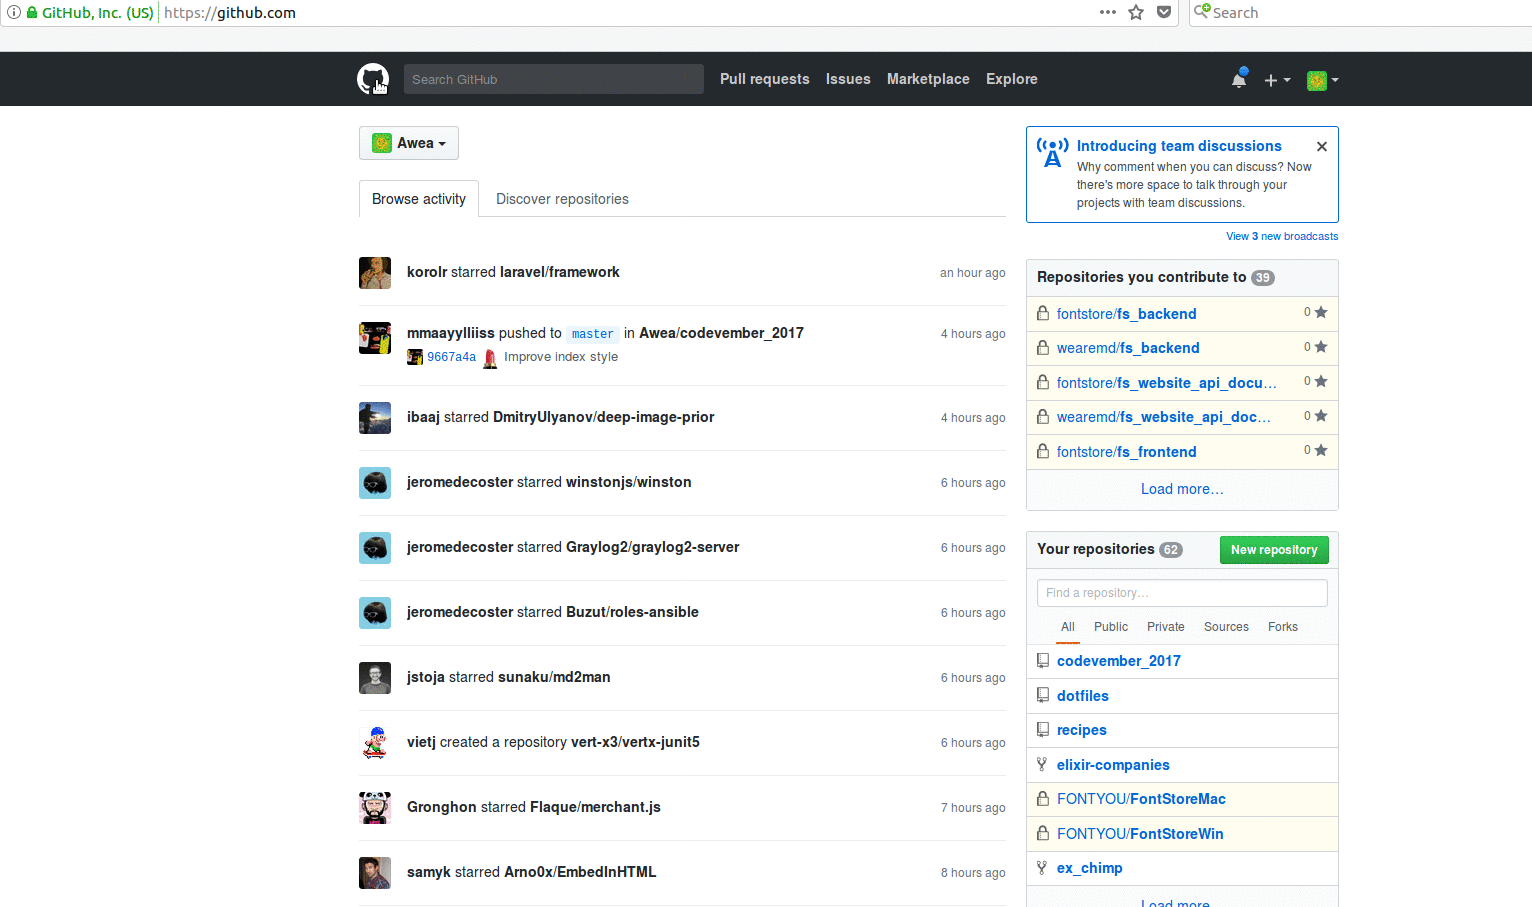 GitHub, Inc. (US) https://github.com
Search
Search GitHub
Pull requests Issues Marketplace Explore
Awea
Browse activity Discover repositories
korolr starred laravel/framework an hour ago
mmaayylliiss pushed to master in Awea/codevember_2017 4 hours ago
9667a4a Improve index style
ibaaj starred DmitryUlyanov/deep-image-prior 4 hours ago
jeromedecoster starred winstonjs/winston 6 hours ago
jeromedecoster starred Graylog2/graylog2-server 6 hours ago
jeromedecoster starred Buzut/roles-ansible 6 hours ago
jstoja starred sunaku/md2man 6 hours ago
vietj created a repository vert-x3/vertx-junit5 6 hours ago
Gronghon starred Flaque/merchant.js 7 hours ago
samyk starred Arno0x/EmbedInHTML 8 hours ago
Introducing team discussions
Why comment when you can discuss? Now
there's more space to talk through your
projects with team discussions.
View 3 new broadcasts
Repositories you contribute to 39
fontstore/fs_backend 0
wearemd/fs_backend 0
fontstore/fs_website_api_docu… 0
wearemd/fs_website_api_doc… 0
fontstore/fs_frontend 0
Load more…
Your repositories 62 New repository
Find a repository…
All Public Private Sources Forks
codevember_2017
dotfiles
recipes
elixir-companies
FONTYOU/FontStoreMac
FONTYOU/FontStoreWin
ex_chimp
Load more